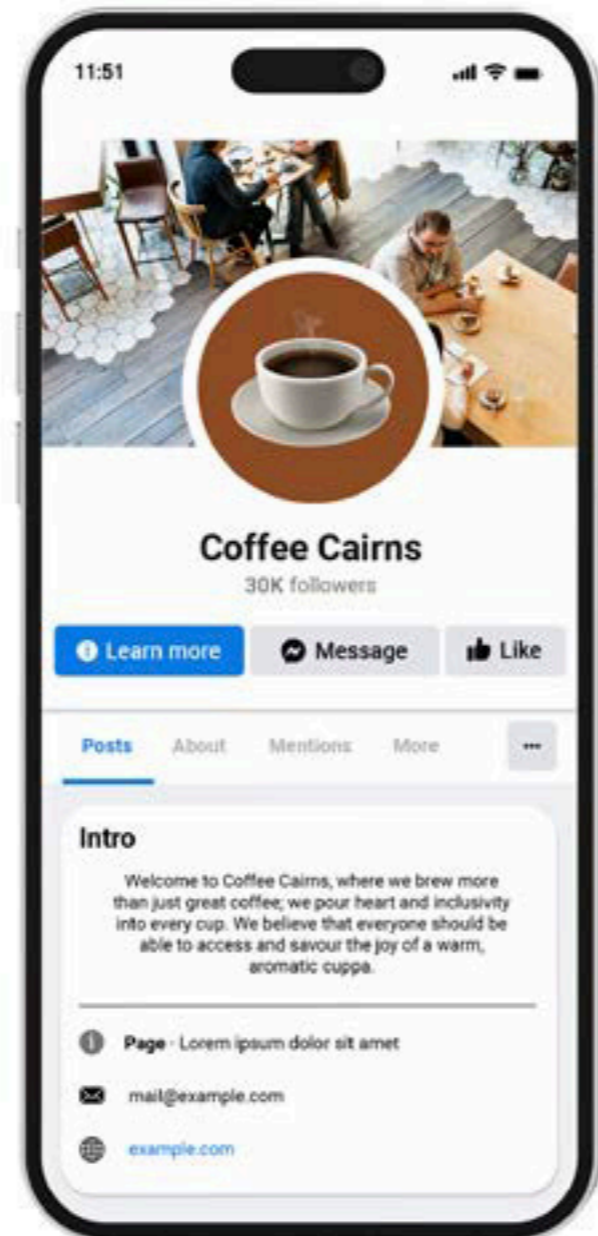 11:51
Coffee Cairns
30K followers
Learn more
Message
Like
Posts
About
Mentions
More
Intro
Welcome to Coffee Cairns, where we brew more
than just great coffee; we pour heart and inclusivity
into every cup. We believe that everyone should be
able to access and savour the joy of a warm,
aromatic cuppa.
Page · Lorem ipsum dolor sit amet
mail@example.com
example.com